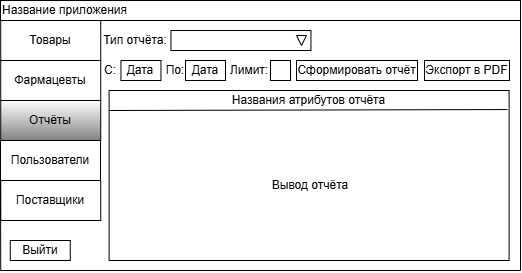 Название приложения
Товары
Фармацевты
Отчёты
Пользователи
Поставщики
Выйти
Тип отчёта:
С: Дата По: Дата Лимит: Сформировать отчёт Экспорт в PDF
Названия атрибутов отчёта
Вывод отчёта